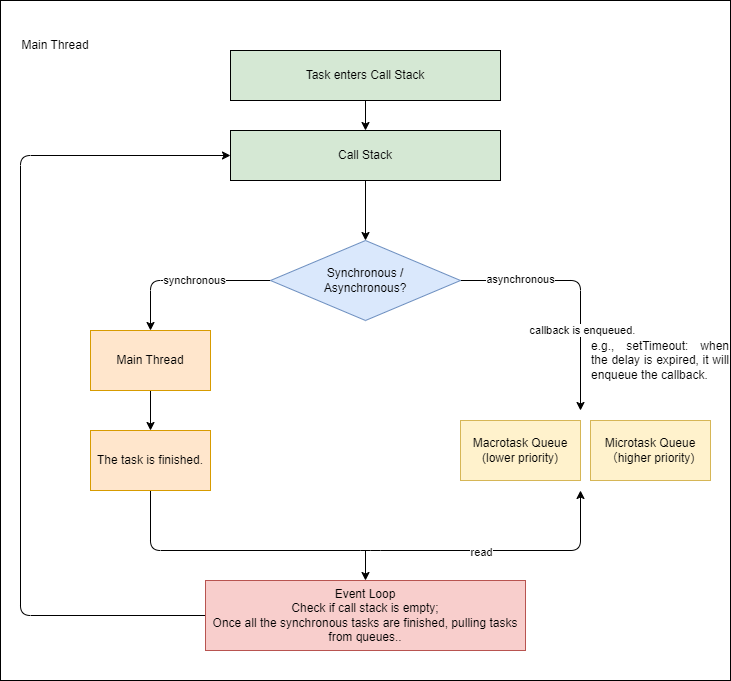 Main Thread
Task enters Call Stack
Call Stack
Synchronous /
Asynchronous?
synchronous
asynchronous
callback is enqueued.
e.g., setTimeout: when
the delay is expired, it will
enqueue the callback.
Main Thread
The task is finished.
Macrotask Queue
(lower priority)
Microtask Queue
(higher priority)
read
Event Loop
Check if call stack is empty;
Once all the synchronous tasks are finished, pulling tasks
from queues..